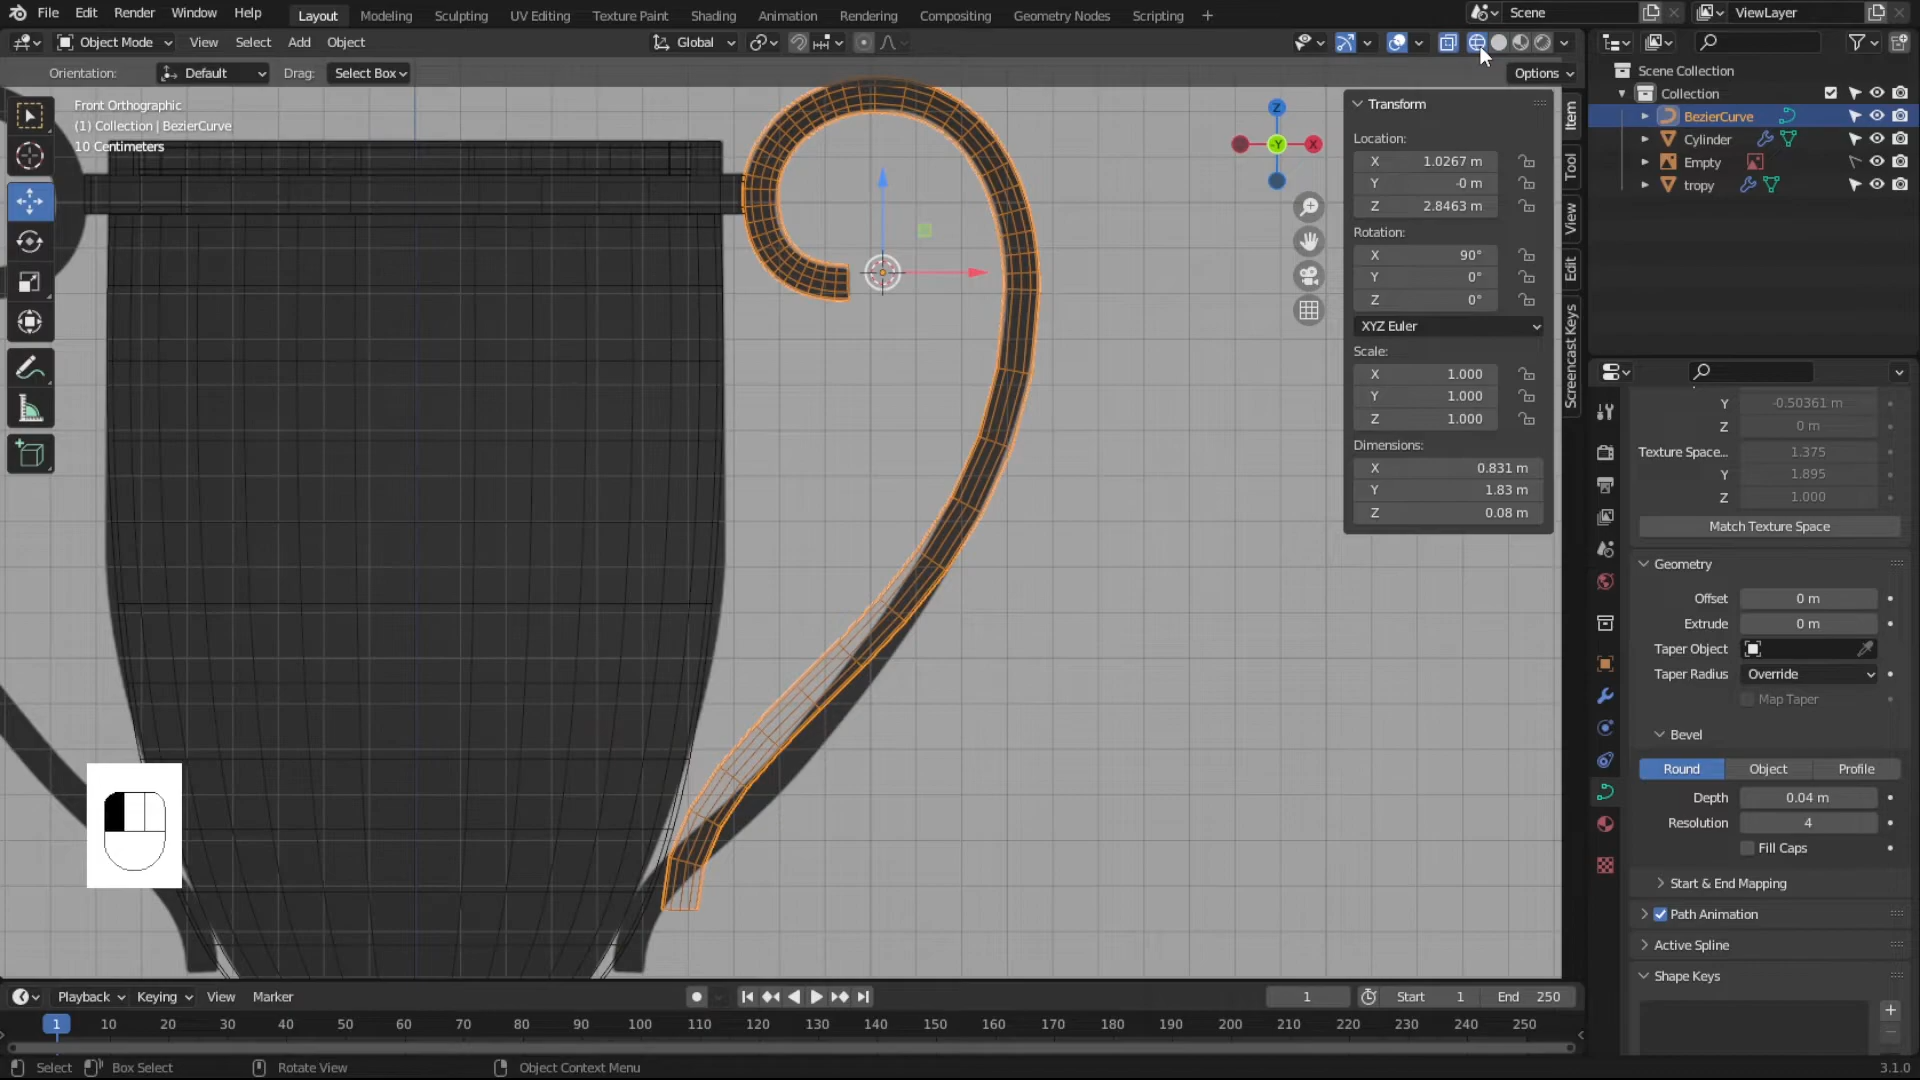 File Edit Render Window Help Layout Modeling Sculpting UV Editing Texture Paint Shading Animation Rendering Compositing Geometry Nodes Scripting + Scene ViewLayer
Object Mode View Select Add Object Global
Orientation: Default Drag: Select Box Options
Front Orthographic
(1) Collection | BezierCurve
10 Centimeters
Z
-Y
X
Transform
Location:
X 1.0267 m
Y -0 m
Z 2.8463 m
Rotation:
X 90°
Y 0°
Z 0°
XYZ Euler
Scale:
X 1.000
Y 1.000
Z 1.000
Dimensions:
X 0.831 m
Y 1.83 m
Z 0.08 m
Item
Tool
View
Edit
Screencast Keys
Scene Collection
Collection
BezierCurve
Cylinder
Empty
tropy
Y -0.50361 m
Z 0 m
Texture Space... 1.375
Y 1.895
Z 1.000
Match Texture Space
Geometry
Offset 0 m
Extrude 0 m
Taper Object
Taper Radius Override
Map Taper
Bevel
Round Object Profile
Depth 0.04 m
Resolution 4
Fill Caps
Start & End Mapping
Path Animation
Active Spline
Shape Keys
Playback Keying View Marker 1 Start 1 End 250
1 10 20 30 40 50 60 70 80 90 100 110 120 130 140 150 160 170 180 190 200 210 220 230 240 250
Select Box Select Rotate View Object Context Menu 3.1.0